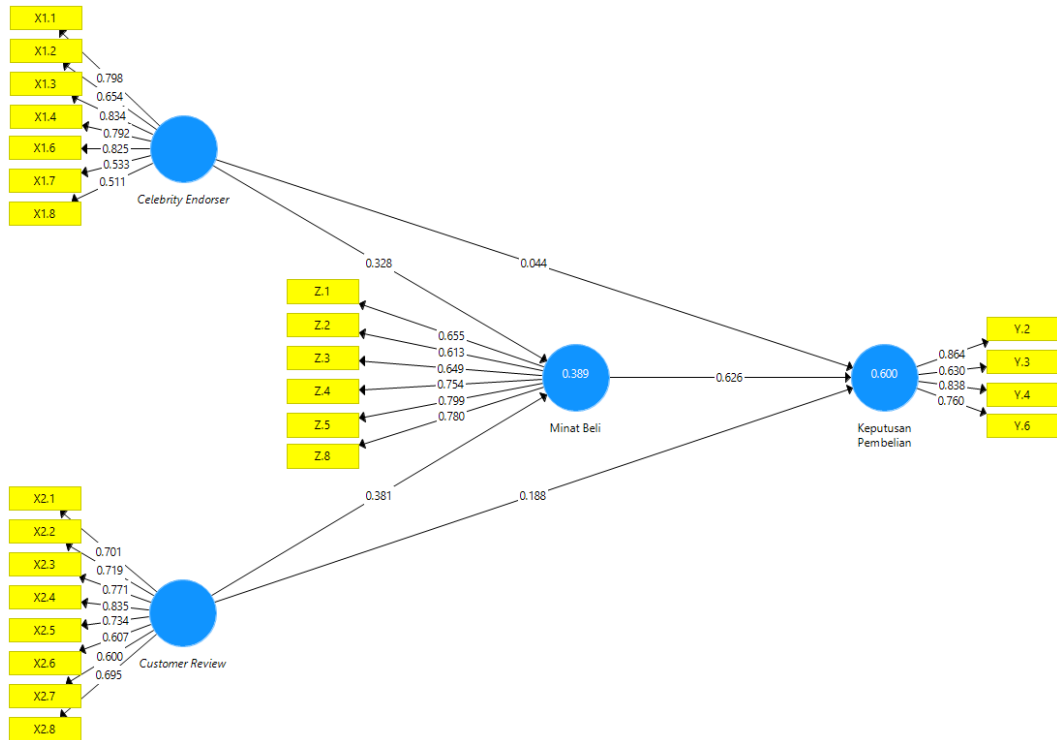 X1.1
X1.2
X1.3
X1.4
X1.6
X1.7
X1.8
0.798
0.654
0.834
0.792
0.825
0.533
0.511
Celebrity Endorser
0.328
0.044
Z.1
Z.2
Z.3
Z.4
Z.5
Z.8
0.655
0.613
0.649
0.754
0.799
0.780
0.389
Minat Beli
0.626
0.600
Keputusan
Pembelian
0.864
0.630
0.838
0.760
Y.2
Y.3
Y.4
Y.6
0.381
0.188
X2.1
X2.2
X2.3
X2.4
X2.5
X2.6
X2.7
X2.8
0.701
0.719
0.771
0.835
0.734
0.607
0.600
0.695
Customer Review